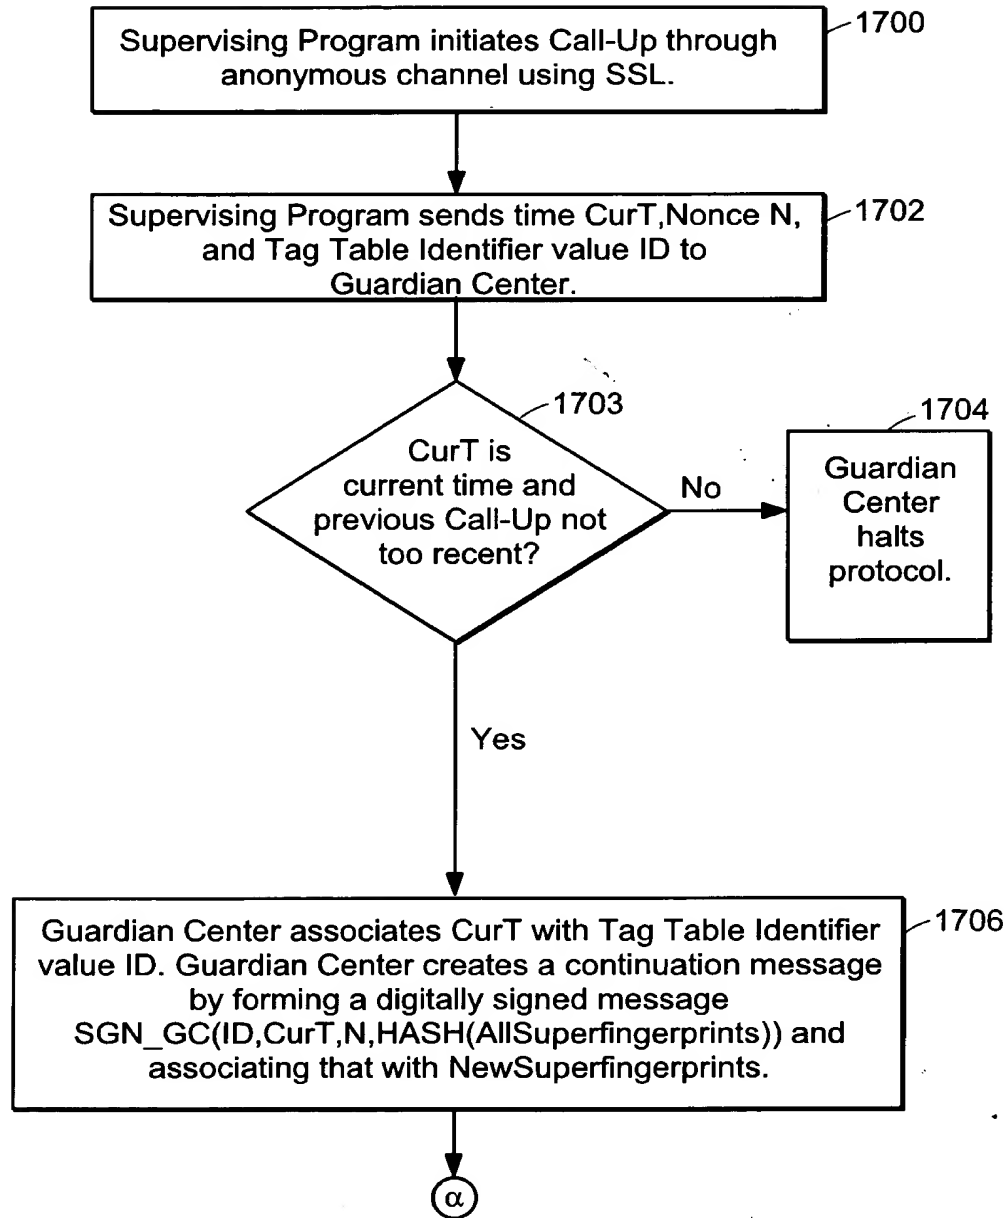 Supervising Program initiates Call-Up through
anonymous channel using SSL.
1700
Supervising Program sends time CurT,Nonce N,
and Tag Table Identifier value ID to
Guardian Center.
1702
1703
CurT is
current time and
previous Call-Up not
too recent?
No
1704
Guardian
Center
halts
protocol.
Yes
1706
Guardian Center associates CurT with Tag Table Identifier
value ID. Guardian Center creates a continuation message
by forming a digitally signed message
SGN_GC(ID,CurT,N,HASH(AllSuperfingerprints)) and
associating that with NewSuperfingerprints.
α